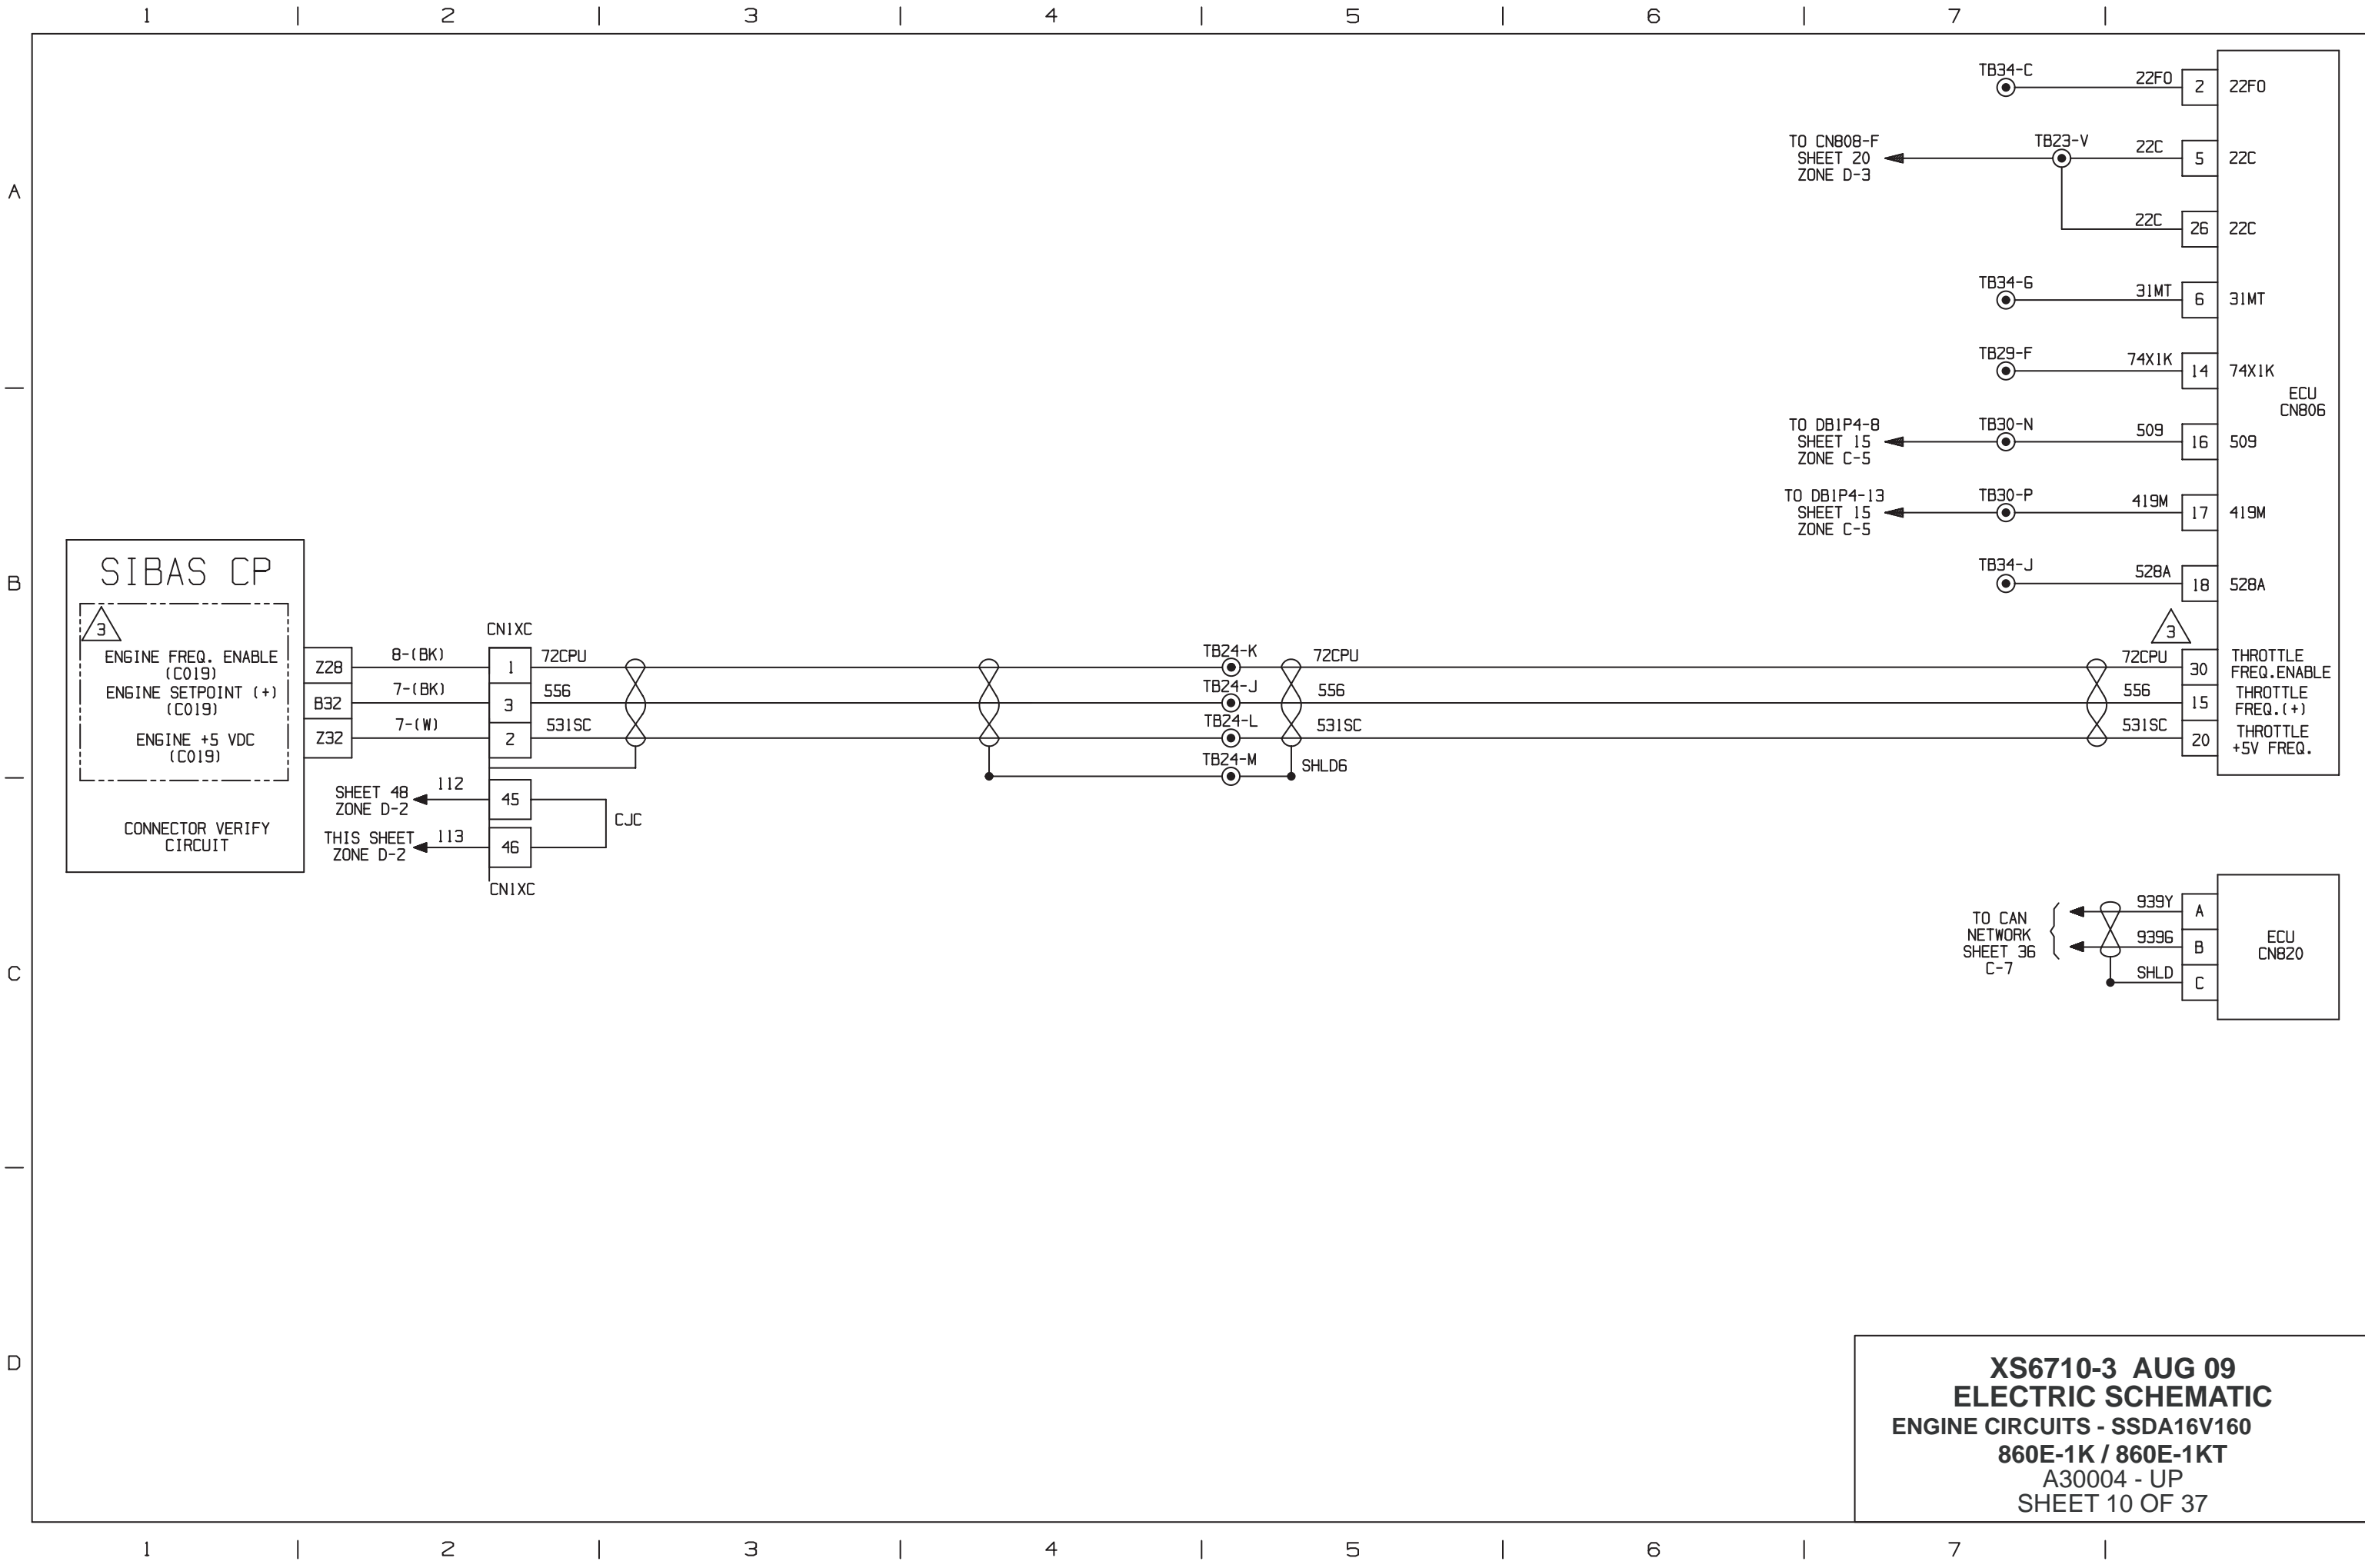 1 2 3 4 5 6 7
A
B
C
D
TB34-C
22FO
2
22FO
TO CN808-F
SHEET 20
ZONE D-3
TB23-V
22C
5
22C
22C
26
22C
TB34-G
31MT
6
31MT
TB29-F
74X1K
14
74X1K
ECU
CN806
TO DB1P4-8
SHEET 15
ZONE C-5
TB30-N
509
16
509
TO DB1P4-13
SHEET 15
ZONE C-5
TB30-P
419M
17
419M
TB34-J
528A
18
528A
3
SIBAS CP
3
ENGINE FREQ. ENABLE
(C019)
ENGINE SETPOINT (+)
(C019)
ENGINE +5 VDC
(C019)
CONNECTOR VERIFY
CIRCUIT
Z28
B32
Z32
8-(BK)
7-(BK)
7-(W)
CN1XC
1
3
2
72CPU
556
531SC
TB24-K
TB24-J
TB24-L
TB24-M
72CPU
556
531SC
SHLD6
72CPU
556
531SC
30
15
20
THROTTLE
FREQ.ENABLE
THROTTLE
FREQ.(+)
THROTTLE
+5V FREQ.
SHEET 48
ZONE D-2
112
45
THIS SHEET
ZONE D-2
113
46
CJC
CN1XC
TO CAN
NETWORK
SHEET 36
C-7
939Y
939G
SHLD
A
B
C
ECU
CN820
XS6710-3 AUG 09
ELECTRIC SCHEMATIC
ENGINE CIRCUITS - SSDA16V160
860E-1K / 860E-1KT
A30004 - UP
SHEET 10 OF 37
1 2 3 4 5 6 7